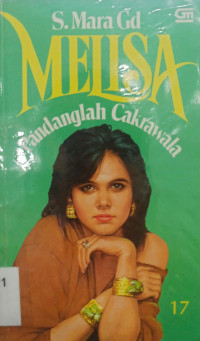 S. Mara Gd
GM
MELISA
Pandanglah Cakrawala
17
1